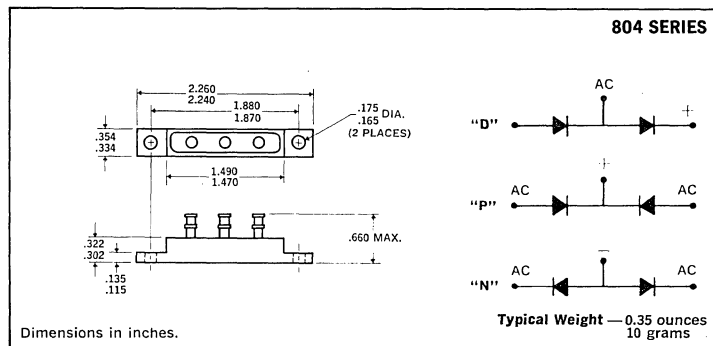 804 SERIES
2.260
2.240
1.880
1.870
.175 DIA.
.165
(2 PLACES)
.354
.334
1.490
1.470
.322
.302
.135
.115
.660 MAX.
Dimensions in inches.
AC
"D" +
+
AC AC
"P"
–
AC AC
"N"
Typical Weight — 0.35 ounces
10 grams